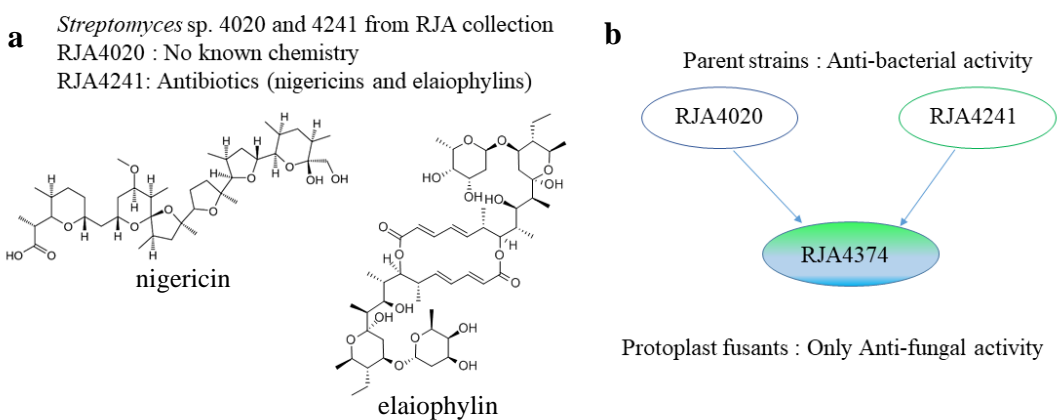 a
Streptomyces sp. 4020 and 4241 from RJA collection
RJA4020 : No known chemistry
RJA4241: Antibiotics (nigericins and elaiophylins)
H
H
H
H
O
O
O
O
O
O
H
H
H
H
H
O
OH
OH
HO
O
nigericin
O
O
O
HO
OH
OH
HO
O
O
H
H
O
O
OH
OH
O
O
O
OH
OH
elaiophylin
b
Parent strains : Anti-bacterial activity
RJA4020
RJA4241
RJA4374
Protoplast fusants : Only Anti-fungal activity